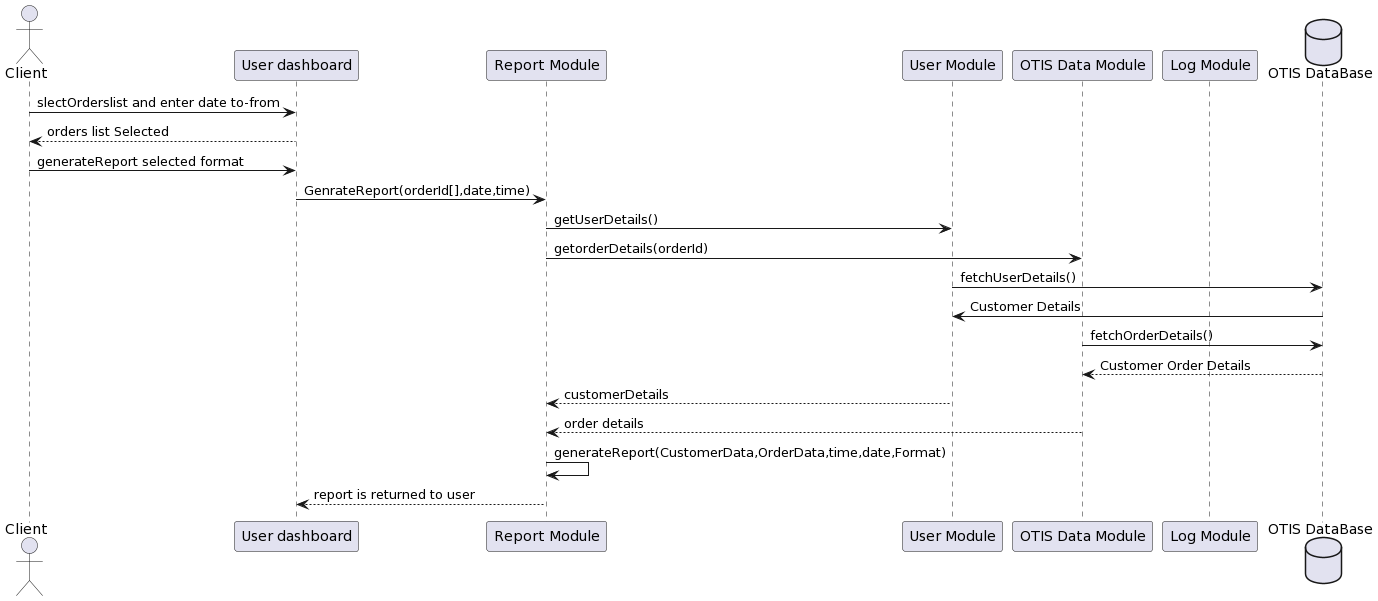 Client
User dashboard
Report Module
User Module
OTIS Data Module
Log Module
OTIS DataBase
slectOrderslist and enter date to-from
orders list Selected
generateReport selected format
GenrateReport(orderId[],date,time)
getUserDetails()
getorderDetails(orderId)
fetchUserDetails()
Customer Details
fetchOrderDetails()
Customer Order Details
customerDetails
order details
generateReport(CustomerData,OrderData,time,date,Format)
report is returned to user
Client
User dashboard
Report Module
User Module
OTIS Data Module
Log Module
OTIS DataBase